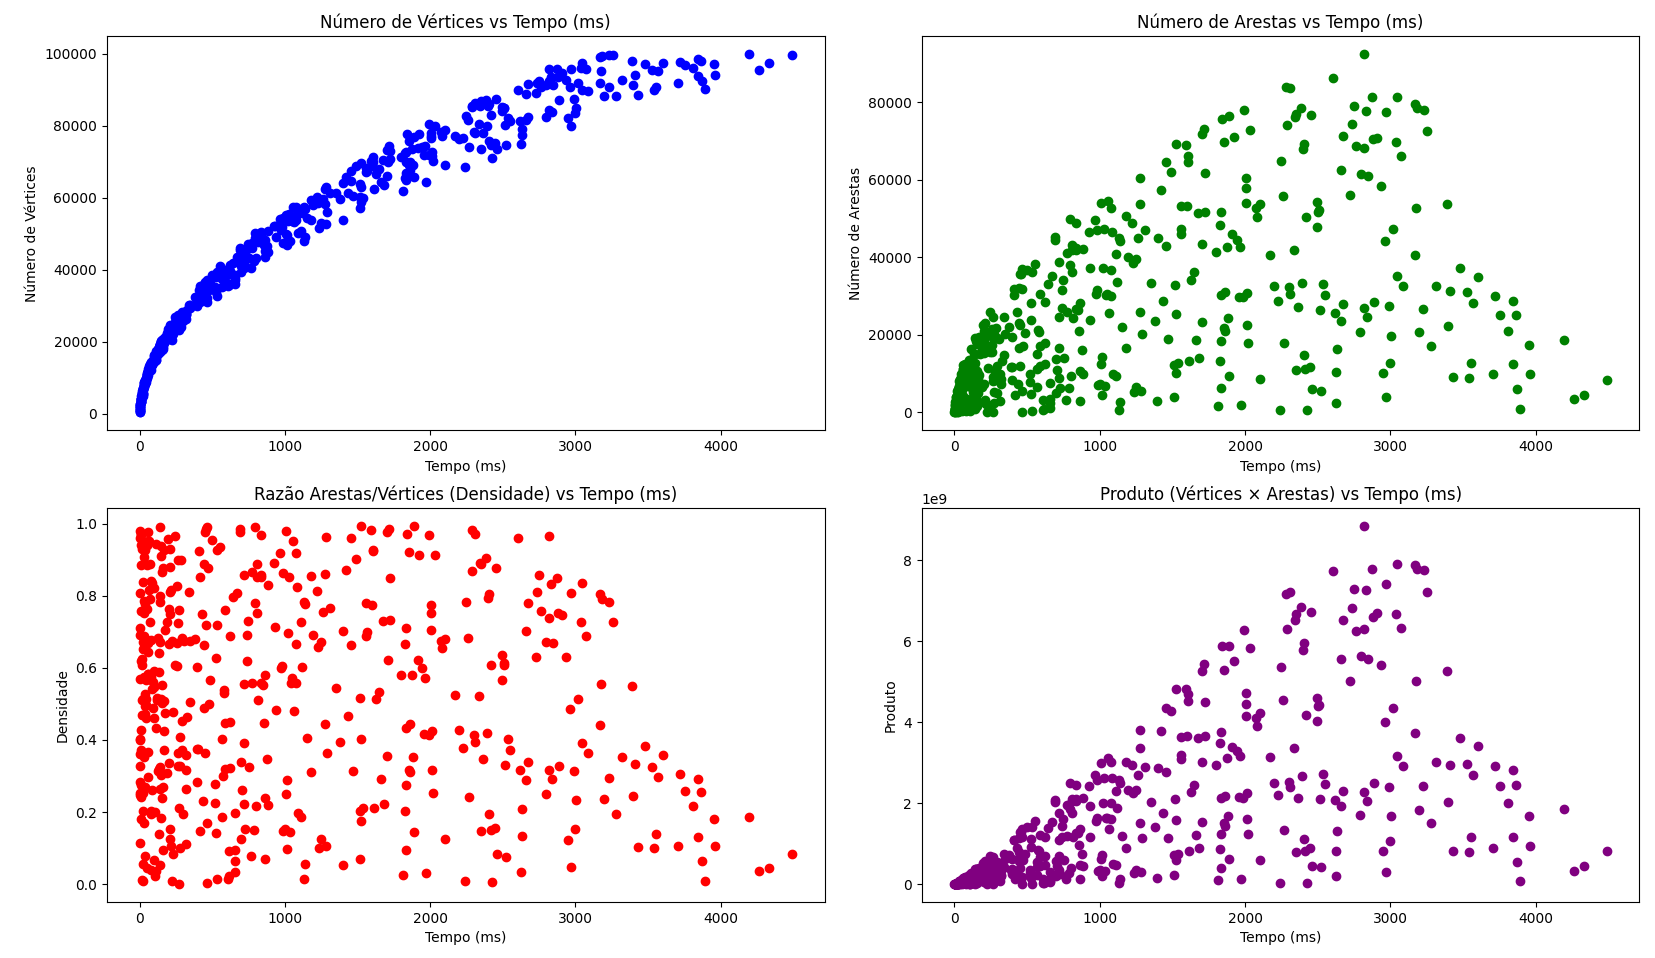 Número de Vértices vs Tempo (ms)
Número de Vértices
100000
80000
60000
40000
20000
0
0 1000 2000 3000 4000
Tempo (ms)
Número de Arestas vs Tempo (ms)
Número de Arestas
80000
60000
40000
20000
0
0 1000 2000 3000 4000
Tempo (ms)
Razão Arestas/Vértices (Densidade) vs Tempo (ms)
Densidade
1.0
0.8
0.6
0.4
0.2
0.0
0 1000 2000 3000 4000
Tempo (ms)
Produto (Vértices × Arestas) vs Tempo (ms)
1e9
Produto
8
6
4
2
0
0 1000 2000 3000 4000
Tempo (ms)